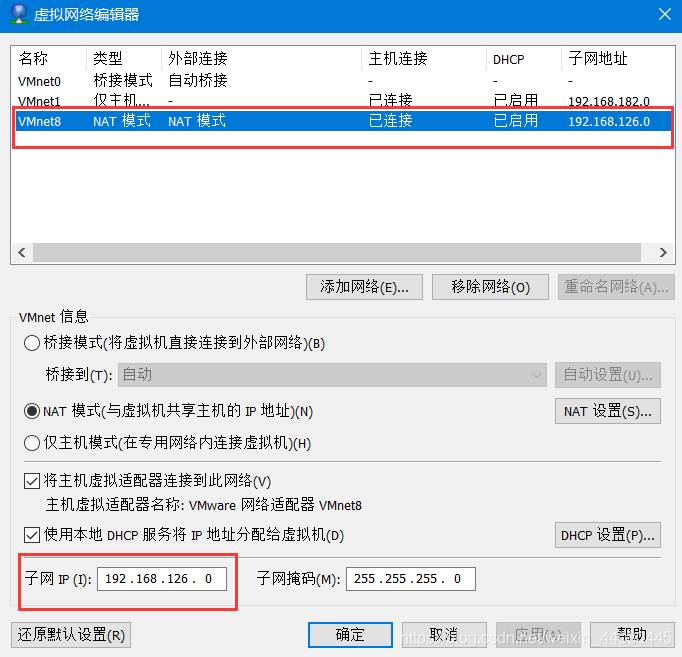 虚拟网络编辑器
名称 类型 外部连接 主机连接 DHCP 子网地址
VMnet0 桥接模式 自动桥接 - - -
VMnet1 仅主机... - 已连接 已启用 192.168.182.0
VMnet8 NAT 模式 NAT 模式 已连接 已启用 192.168.126.0
添加网络(E)... 移除网络(O) 重命名网络(A)...
VMnet 信息
桥接模式(将虚拟机直接连接到外部网络)(B)
桥接到(T): 自动 自动设置(U)...
NAT 模式(与虚拟机共享主机的 IP 地址)(N) NAT 设置(S)...
仅主机模式(在专用网络内连接虚拟机)(H)
将主机虚拟适配器连接到此网络(V)
主机虚拟适配器名称: VMware 网络适配器 VMnet8
使用本地 DHCP 服务将 IP 地址分配给虚拟机(D) DHCP 设置(P)...
子网 IP (I): 192 .168 .126 . 0 子网掩码(M): 255 .255 .255 . 0
还原默认设置(R) 确定 取消 应用(A) 帮助